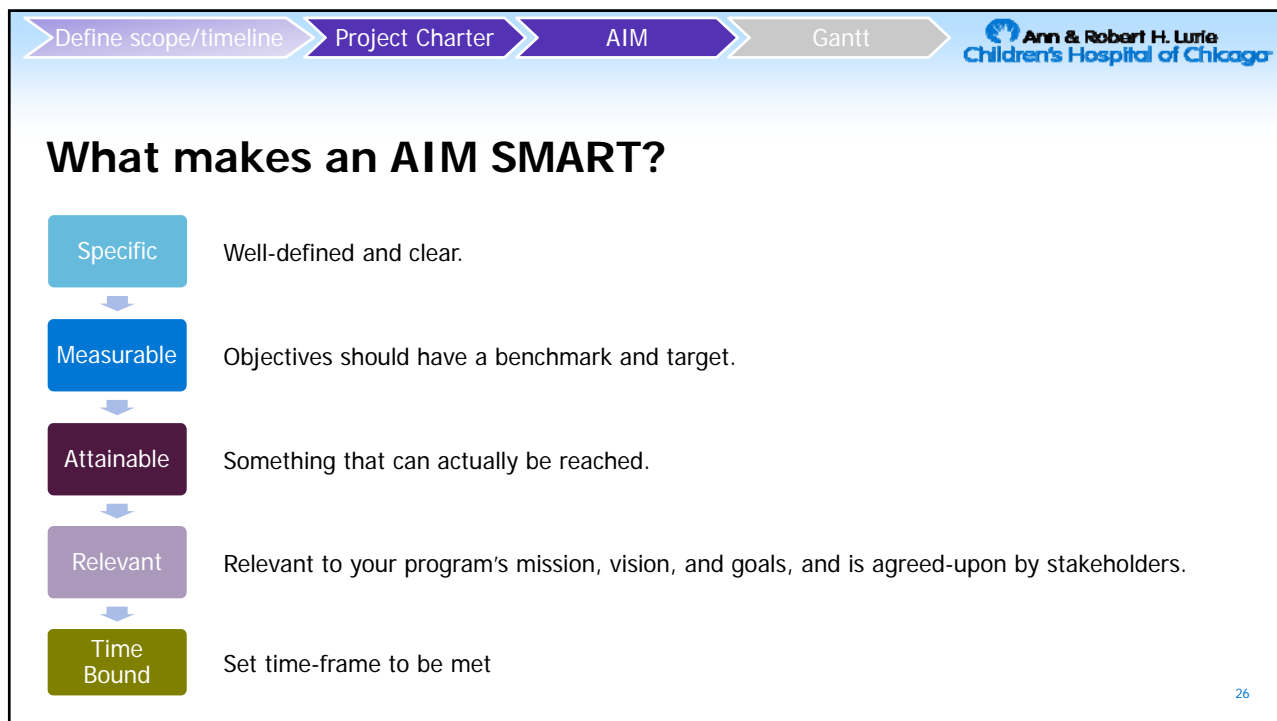 Define scope/timeline
Project Charter
AIM
Gantt
Ann & Robert H. Lurie
Children's Hospital of Chicago
What makes an AIM SMART?
Specific
Well-defined and clear.
Measurable
Objectives should have a benchmark and target.
Attainable
Something that can actually be reached.
Relevant
Relevant to your program’s mission, vision, and goals, and is agreed-upon by stakeholders.
Time
Bound
Set time-frame to be met
26